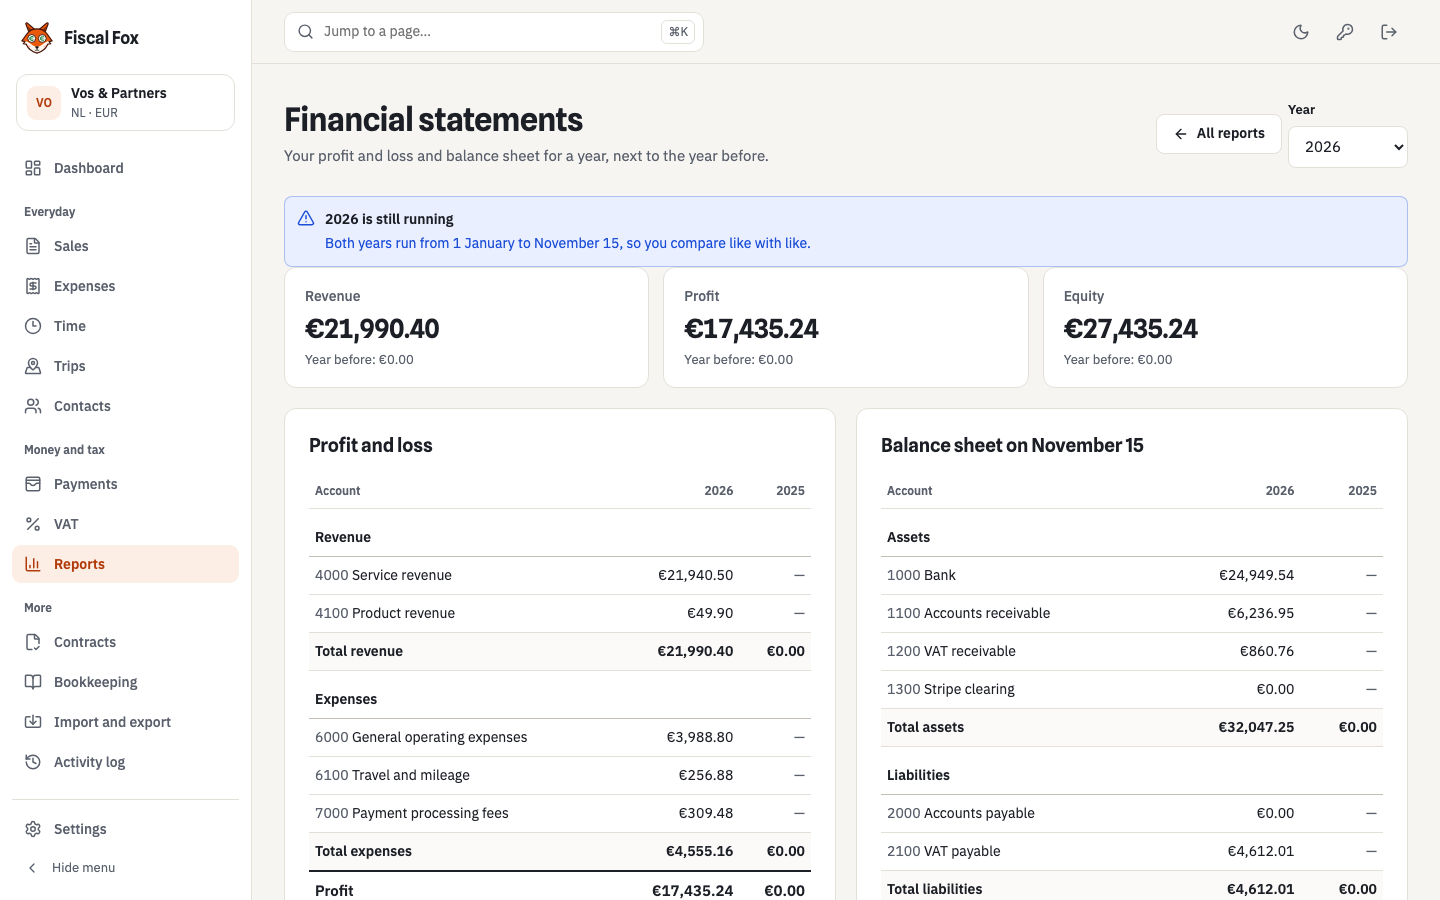 Fiscal Fox
VO
Vos & Partners
NL · EUR
Dashboard
Everyday
Sales
Expenses
Time
Trips
Contacts
Money and tax
Payments
VAT
Reports
More
Contracts
Bookkeeping
Import and export
Activity log
Settings
Hide menu
Jump to a page...
⌘K
Financial statements
Your profit and loss and balance sheet for a year, next to the year before.
All reports
Year
2026
2026 is still running
Both years run from 1 January to November 15, so you compare like with like.
Revenue
€21,990.40
Year before: €0.00
Profit
€17,435.24
Year before: €0.00
Equity
€27,435.24
Year before: €0.00
Profit and loss
Account 2026 2025
Revenue
4000 Service revenue €21,940.50 —
4100 Product revenue €49.90 —
Total revenue €21,990.40 €0.00
Expenses
6000 General operating expenses €3,988.80 —
6100 Travel and mileage €256.88 —
7000 Payment processing fees €309.48 —
Total expenses €4,555.16 €0.00
Profit €17,435.24 €0.00
Balance sheet on November 15
Account 2026 2025
Assets
1000 Bank €24,949.54 —
1100 Accounts receivable €6,236.95 —
1200 VAT receivable €860.76 —
1300 Stripe clearing €0.00 —
Total assets €32,047.25 €0.00
Liabilities
2000 Accounts payable €0.00 —
2100 VAT payable €4,612.01 —
Total liabilities €4,612.01 €0.00